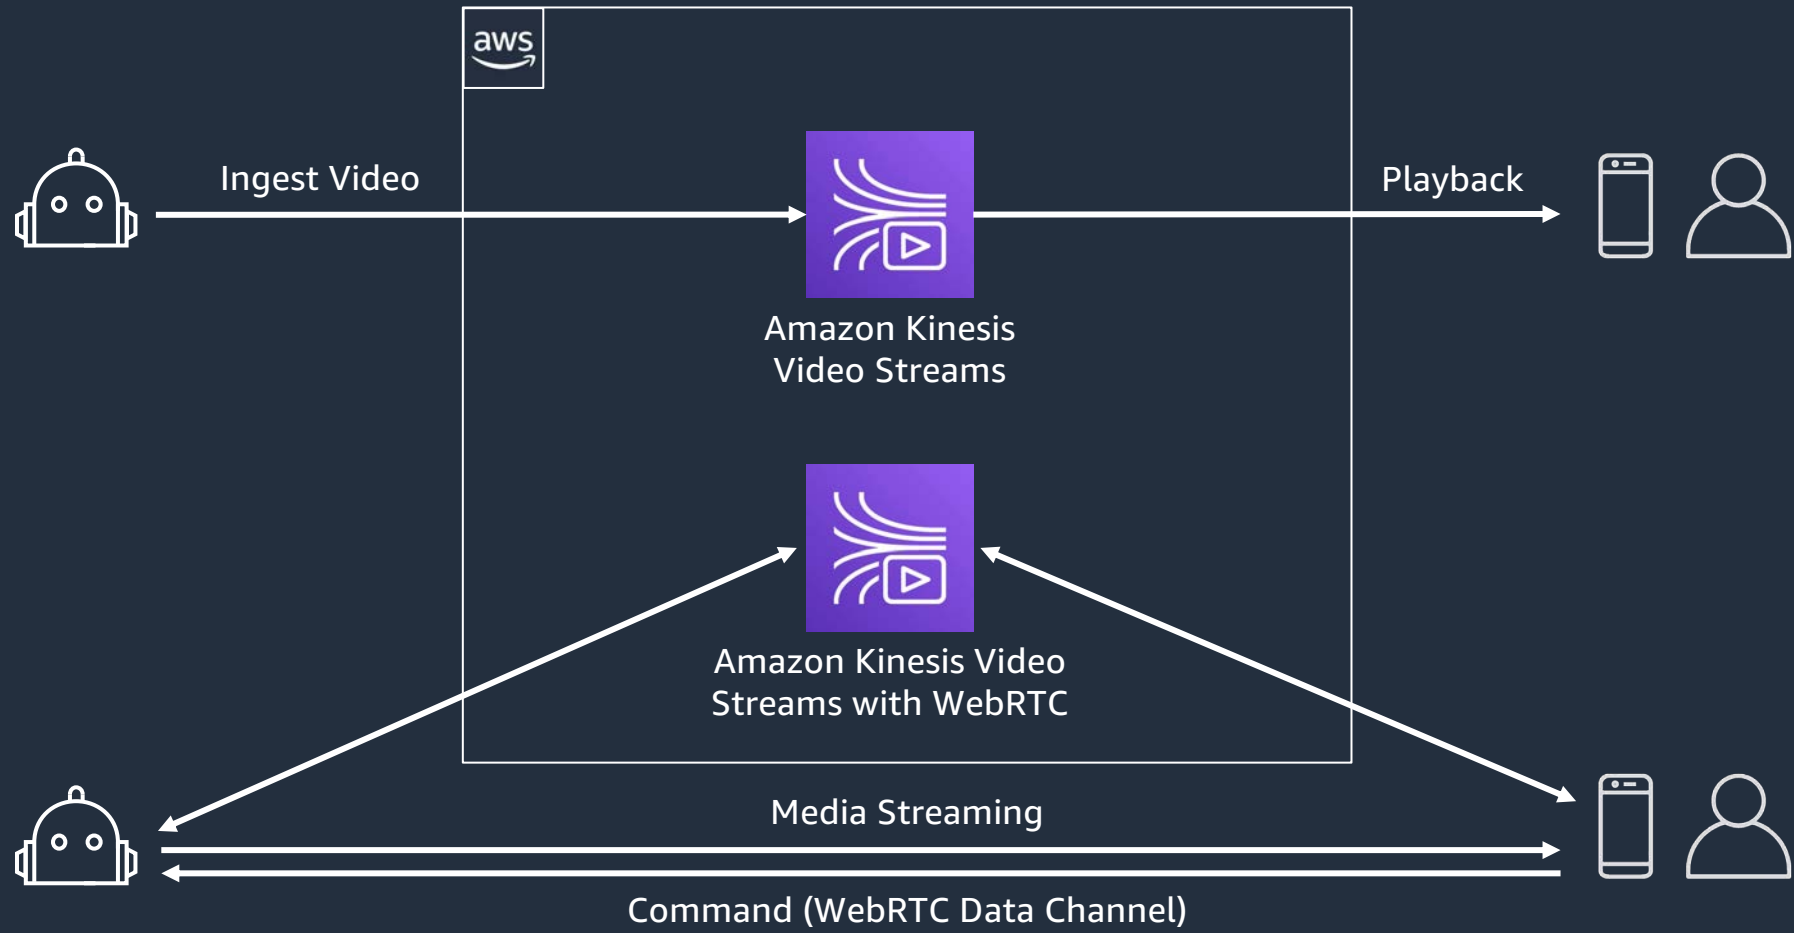 aws
Ingest Video
Playback
Amazon Kinesis
Video Streams
Amazon Kinesis Video
Streams with WebRTC
Media Streaming
Command (WebRTC Data Channel)